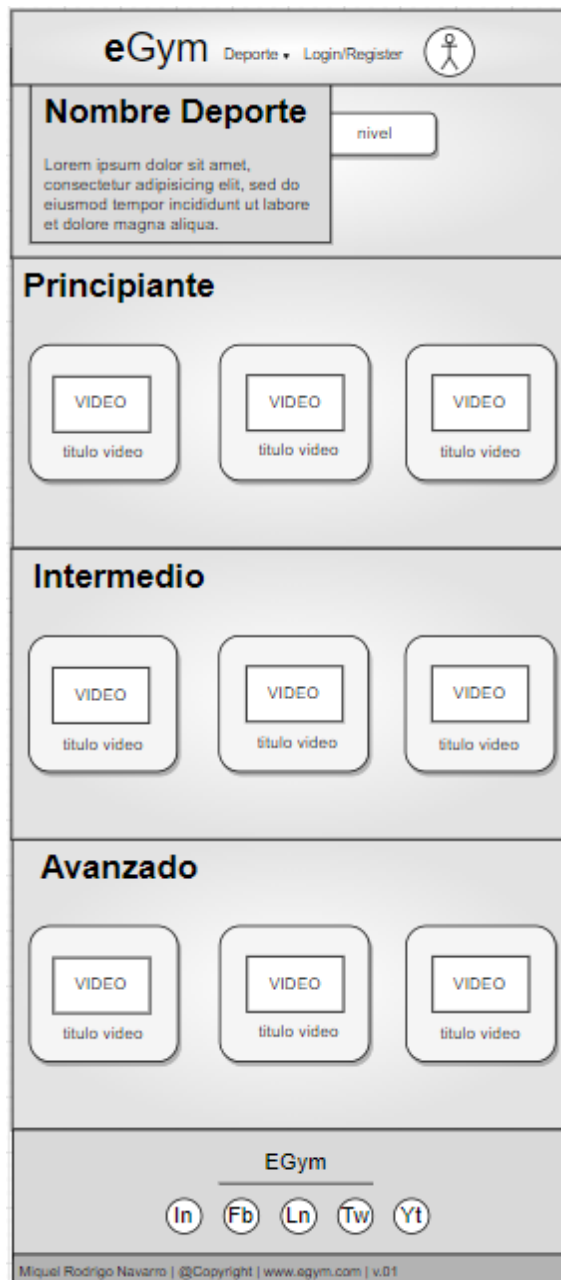 eGym Deporte ▾ Login/Register
Nombre Deporte
nivel
Lorem ipsum dolor sit amet,
consectetur adipisicing elit, sed do
eiusmod tempor incididunt ut labore
et dolore magna aliqua.
Principiante
VIDEO VIDEO VIDEO
titulo video titulo video titulo video
Intermedio
VIDEO VIDEO VIDEO
titulo video titulo video titulo video
Avanzado
VIDEO VIDEO VIDEO
titulo video titulo video titulo video
EGym
In Fb Ln Tw Yt
Miquel Rodrigo Navarro | @Copyright | www.egym.com | v.01